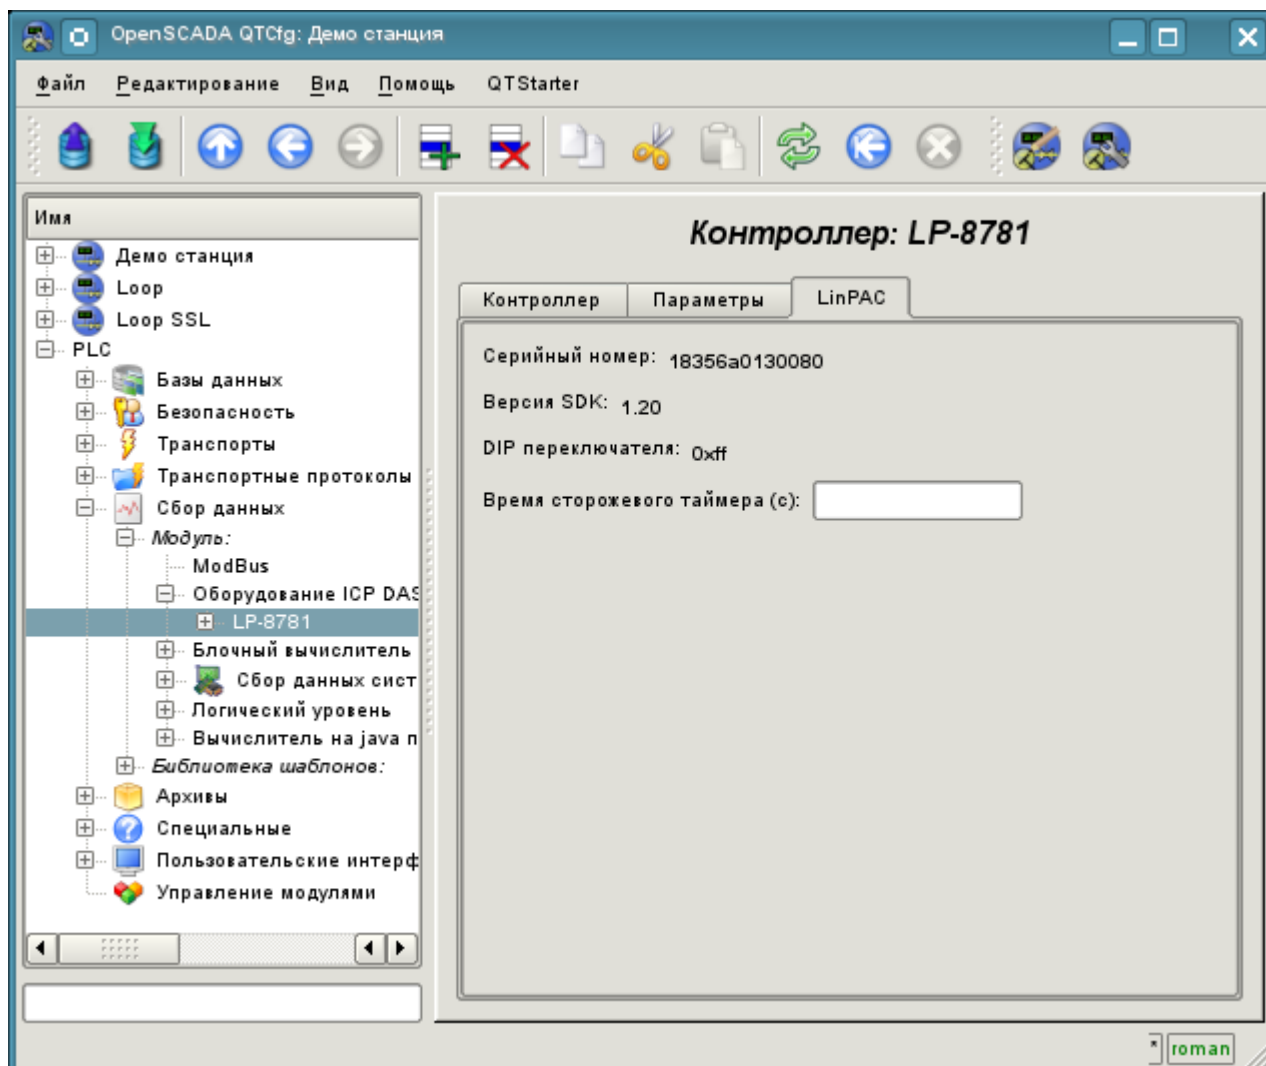 OpenSCADA QTCfg: Демо станция
Файл Редактирование Вид Помощь QTStarter
Имя
Демо станция
Loop
Loop SSL
PLC
Базы данных
Безопасность
Транспорты
Транспортные протоколы
Сбор данных
Модуль:
ModBus
Оборудование ICP DAS
LP-8781
Блочный вычислитель
Сбор данных сист
Логический уровень
Вычислитель на java п
Библиотека шаблонов:
Архивы
Специальные
Пользовательские интерф
Управление модулями
Контроллер: LP-8781
Контроллер Параметры LinPAC
Серийный номер: 18356a0130080
Версия SDK: 1.20
DIP переключателя: 0xff
Время сторожевого таймера (с):
* roman